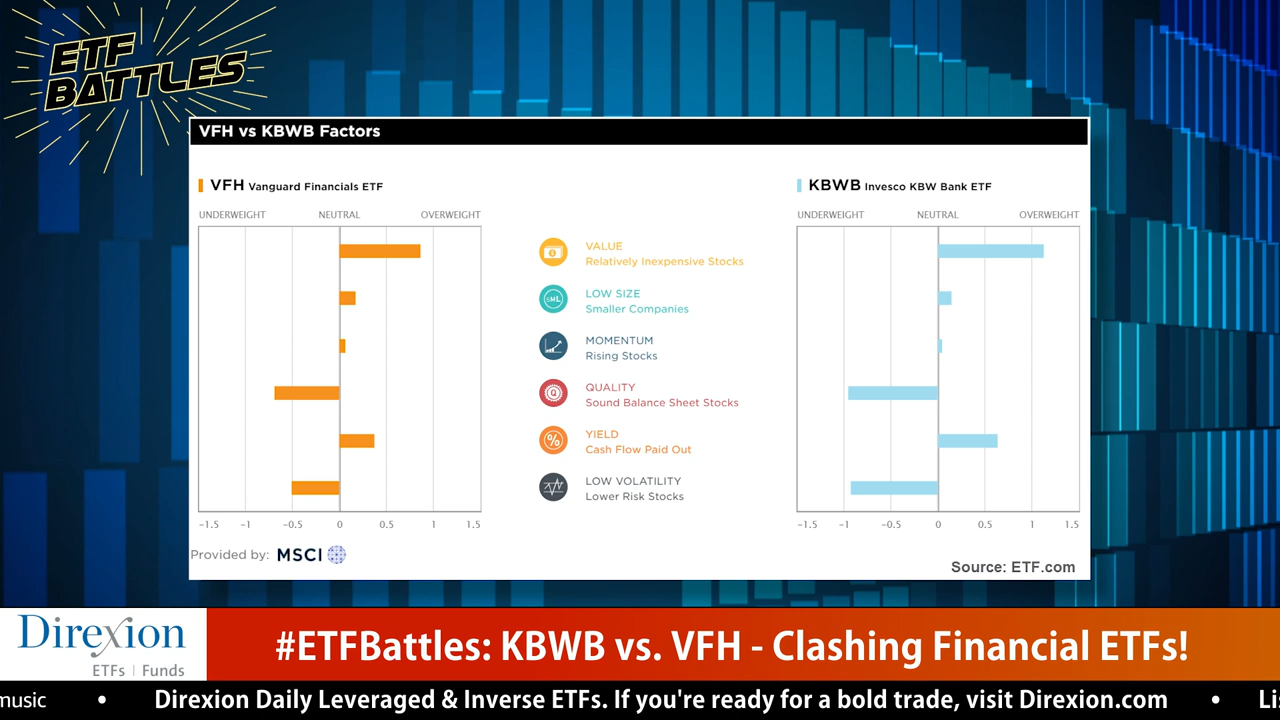 ETF
BATTLES
VFH vs KBWB Factors
VFH Vanguard Financials ETF
UNDERWEIGHT NEUTRAL OVERWEIGHT
-1.5 -1 -0.5 0 0.5 1 1.5
VALUE
Relatively Inexpensive Stocks
LOW SIZE
Smaller Companies
MOMENTUM
Rising Stocks
QUALITY
Sound Balance Sheet Stocks
YIELD
Cash Flow Paid Out
LOW VOLATILITY
Lower Risk Stocks
KBWB Invesco KBW Bank ETF
UNDERWEIGHT NEUTRAL OVERWEIGHT
-1.5 -1 -0.5 0 0.5 1 1.5
Provided by: MSCI
Source: ETF.com
Direxion
ETFs | Funds
#ETFBattles: KBWB vs. VFH - Clashing Financial ETFs!
music • Direxion Daily Leveraged & Inverse ETFs. If you're ready for a bold trade, visit Direxion.com • Li